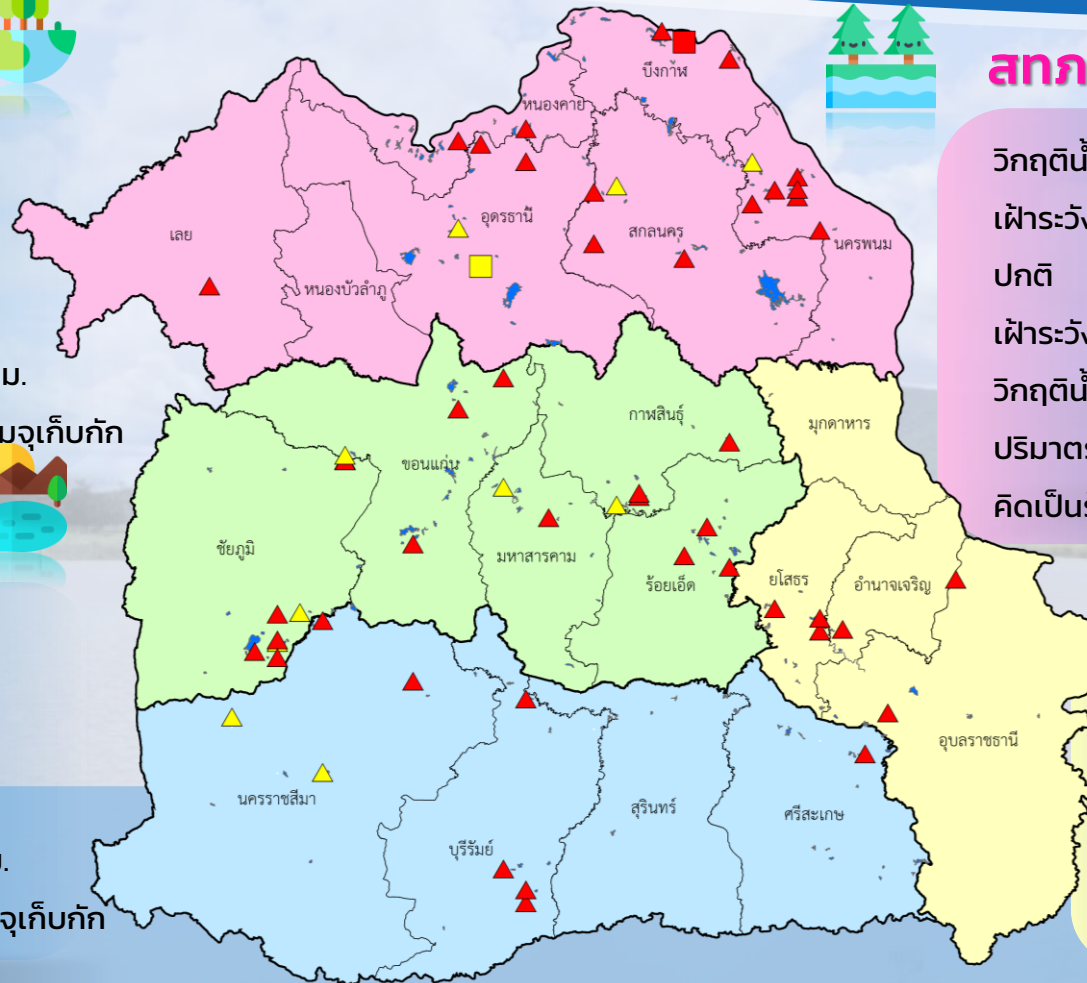 สทภ
วิกฤติน้
เฝ้าระวัง
ปกติ
เฝ้าระวัง
วิกฤติน้
ปริมาตร
คิดเป็นร
ม.
มจุเก็บกัก
ม.
จุเก็บกัก
บึงกาฬ
หนองคาย
อุดรธานี
สกลนคร
นครพนม
เลย
หนองบัวลำภู
กาฬสินธุ์
มุกดาหาร
ขอนแก่น
ชัยภูมิ
มหาสารคาม
ร้อยเอ็ด
ยโสธร
อำนาจเจริญ
อุบลราชธานี
นครราชสีมา
สุรินทร์
ศรีสะเกษ
บุรีรัมย์